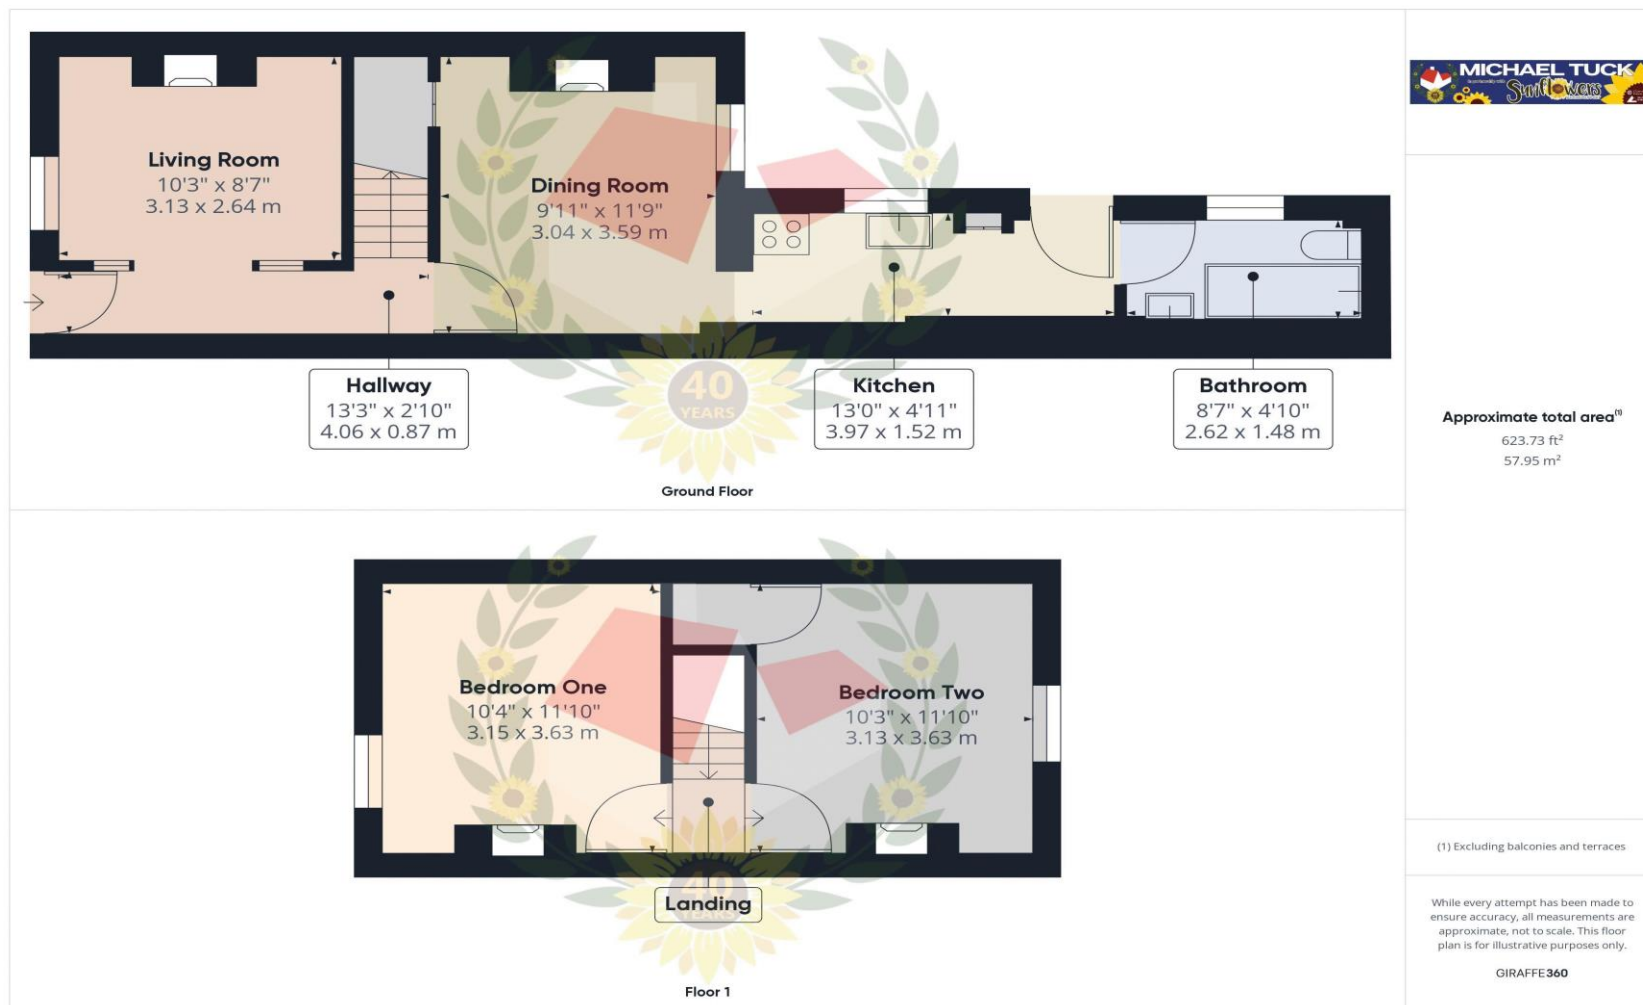 MICHAEL TUCK
Sunflowers
Living Room
10'3" x 8'7"
3.13 x 2.64 m
Dining Room
9'11" x 11'9"
3.04 x 3.59 m
Hallway
13'3" x 2'10"
4.06 x 0.87 m
Kitchen
13'0" x 4'11"
3.97 x 1.52 m
Bathroom
8'7" x 4'10"
2.62 x 1.48 m
40
YEARS
Ground Floor
Approximate total area(1)
623.73 ft²
57.95 m²
Bedroom One
10'4" x 11'10"
3.15 x 3.63 m
Bedroom Two
10'3" x 11'10"
3.13 x 3.63 m
Landing
40
YEARS
Floor 1
(1) Excluding balconies and terraces
While every attempt has been made to
ensure accuracy, all measurements are
approximate, not to scale. This floor
plan is for illustrative purposes only.
GIRAFFE360